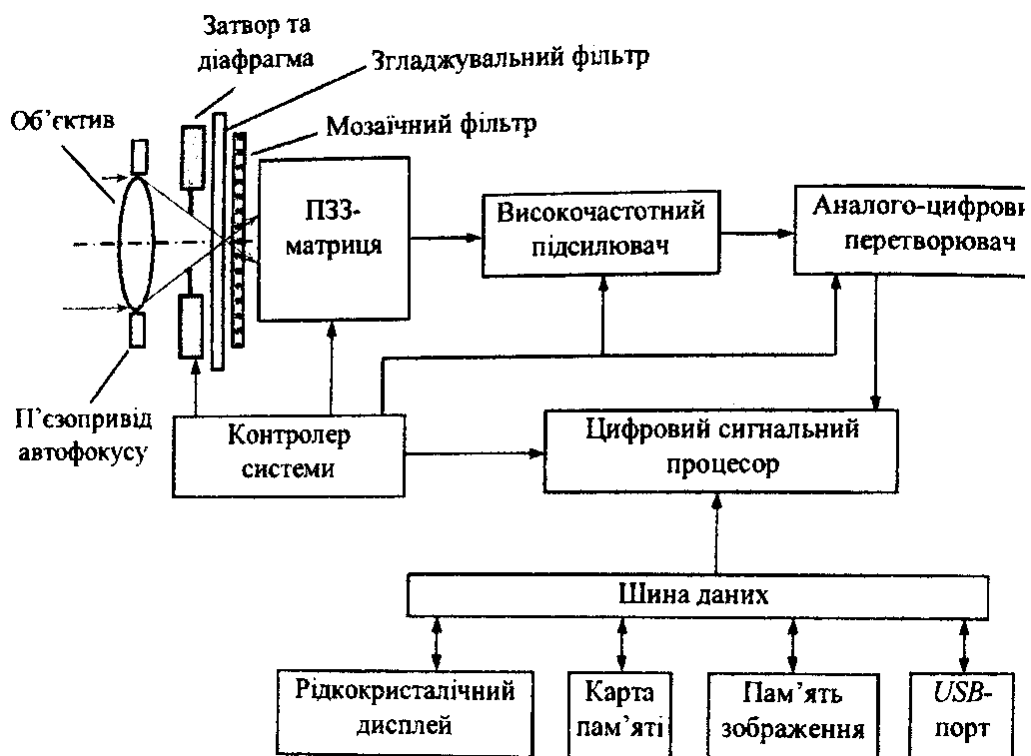 Затвор та
діафрагма
Згладжувальний фільтр
Об’єктив
Мозаїчний фільтр
ПЗЗ-
матриця
Високочастотний
підсилювач
Аналого-цифрови
перетворювач
П’єзопривід
автофокусу
Контролер
системи
Цифровий сигнальний
процесор
Шина даних
Рідкокристалічний
дисплей
Карта
пам’яті
Пам’ять
зображення
USB-
порт